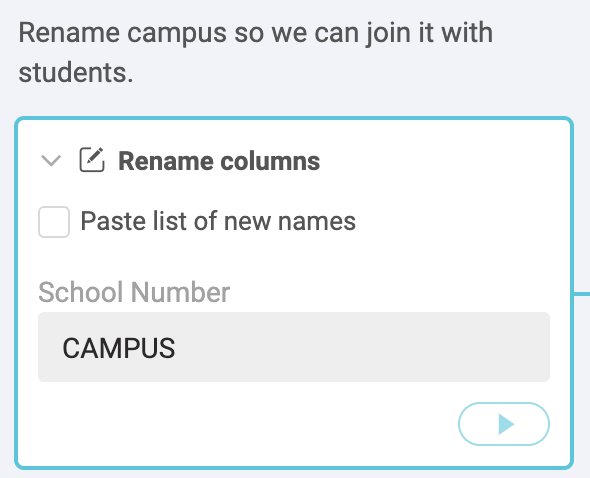 Rename campus so we can join it with
students.
Rename columns
Paste list of new names
School Number
CAMPUS